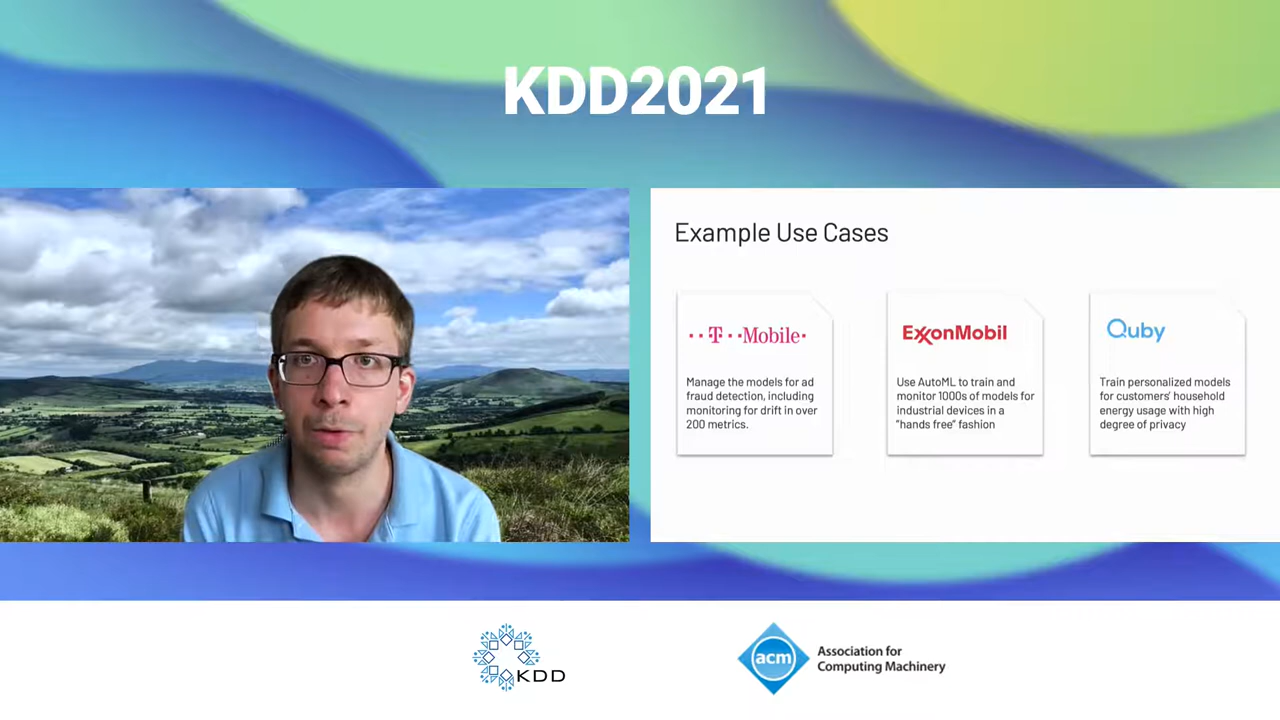 KDD2021
Example Use Cases
··T··Mobile·
Manage the models for ad
fraud detection, including
monitoring for drift in over
200 metrics.
ExxonMobil
Use AutoML to train and
monitor 1000s of models for
industrial devices in a
"hands free" fashion
Quby
Train personalized models
for customers' household
energy usage with high
degree of privacy
KDD
acm
Association for
Computing Machinery